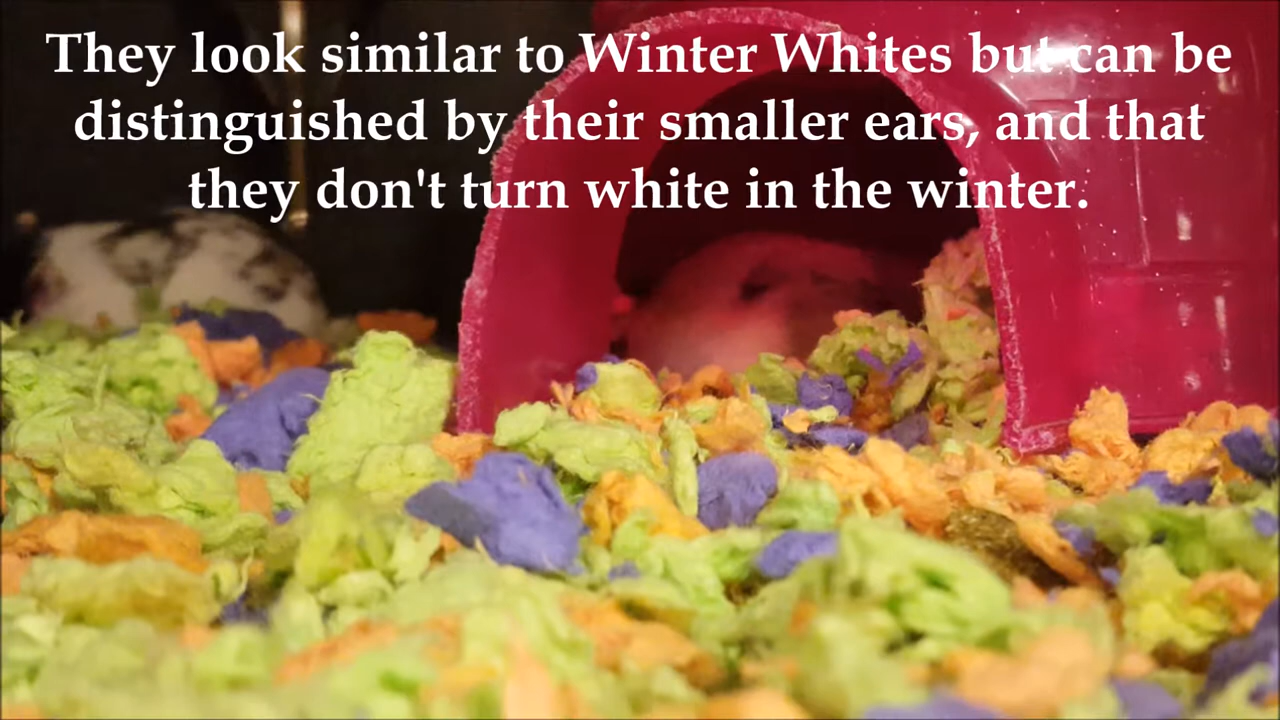 They look similar to Winter Whites but can be
distinguished by their smaller ears, and that
they don't turn white in the winter.